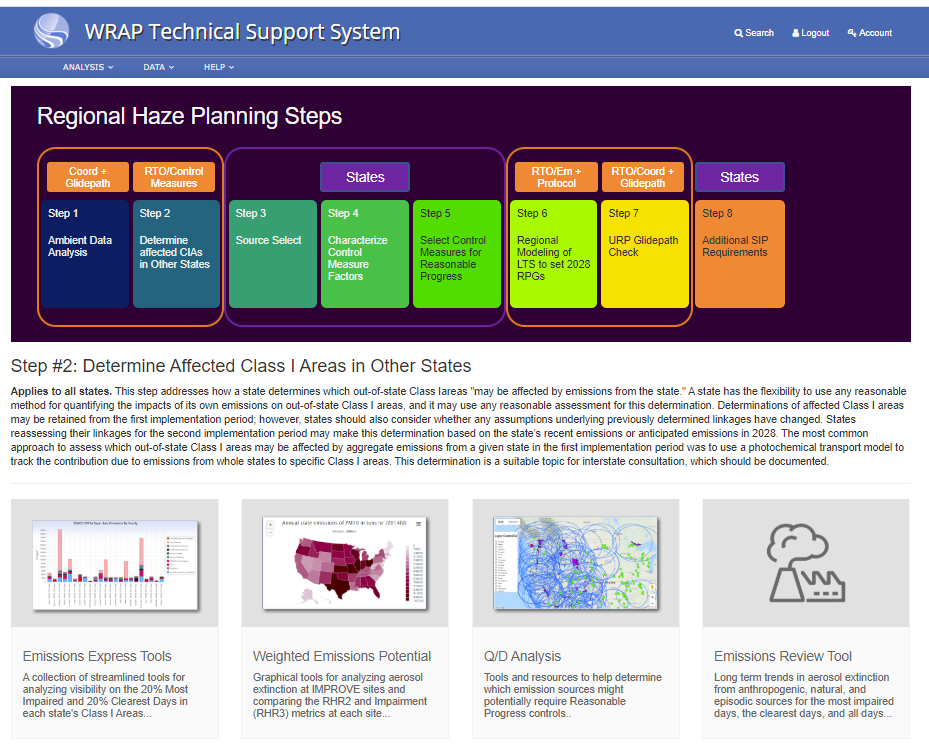 WRAP Technical Support System
Search Logout Account
ANALYSIS DATA HELP
Regional Haze Planning Steps
Coord +
Glidepath
RTO/Control
Measures
States
RTO/Em +
Protocol
RTO/Coord +
Glidepath
States
Step 1
Ambient Data
Analysis
Step 2
Determine
affected CIAs
in Other States
Step 3
Source Select
Step 4
Characterize
Control
Measure
Factors
Step 5
Select Control
Measures for
Reasonable
Progress
Step 6
Regional
Modeling of
LTS to set 2028
RPGs
Step 7
URP Glidepath
Check
Step 8
Additional SIP
Requirements
Step #2: Determine Affected Class I Areas in Other States
Applies to all states. This step addresses how a state determines which out-of-state Class Iareas "may be affected by emissions from the state." A state has the flexibility to use any reasonable
method for quantifying the impacts of its own emissions on out-of-state Class I areas, and it may use any reasonable assessment for this determination. Determinations of affected Class I areas
may be retained from the first implementation period; however, states should also consider whether any assumptions underlying previously determined linkages have changed. States
reassessing their linkages for the second implementation period may make this determination based on the state's recent emissions or anticipated emissions in 2028. The most common
approach to assess which out-of-state Class I areas may be affected by aggregate emissions from a given state in the first implementation period was to use a photochemical transport model to
track the contribution due to emissions from whole states to specific Class I areas. This determination is a suitable topic for interstate consultation, which should be documented.
Annual state emissions of PM10 in tons/yr (2014fd)
Emissions Express Tools
A collection of streamlined tools for
analyzing visibility on the 20% Most
Impaired and 20% Clearest Days in
each state's Class I Areas...
Weighted Emissions Potential
Graphical tools for analyzing aerosol
extinction at IMPROVE sites and
comparing the RHR2 and Impairment
(RHR3) metrics at each site...
Q/D Analysis
Tools and resources to help determine
which emission sources might
potentially require Reasonable
Progress controls..
Emissions Review Tool
Long term trends in aerosol extinction
from anthropogenic, natural, and
episodic sources for the most impaired
days, the clearest days, and all days...